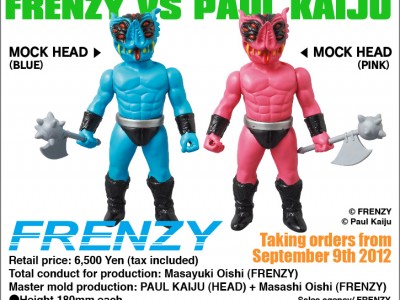 FRENZY VS PAUL KAIJU
MOCK HEAD
(BLUE)
MOCK HEAD
(PINK)
© FRENZY
© Paul Kaiju
FRENZY
Taking orders from
September 9th 2012
Retail price: 6,500 Yen (tax included)
Total conduct for production: Masayuki Oishi (FRENZY)
Master mold production: PAUL KAIJU (HEAD) + Masashi Oishi (FRENZY)
●Height 180mm each
Sales agency/ FRENZY